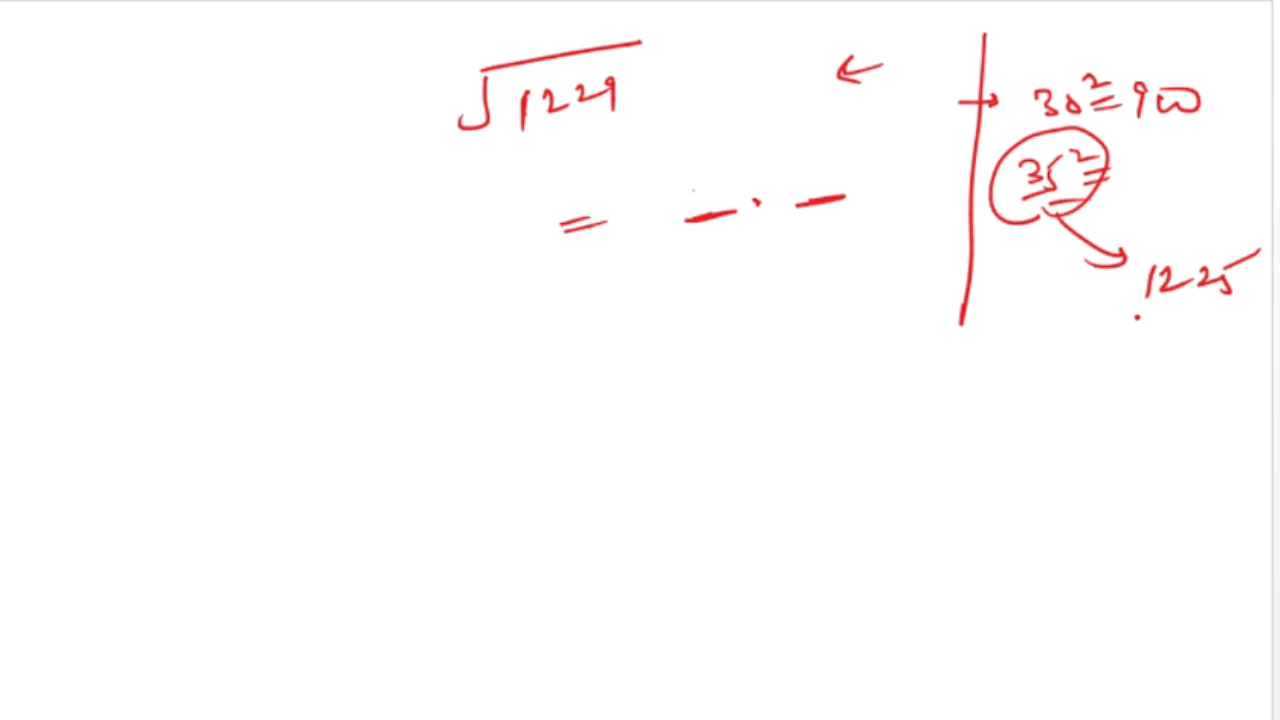 √1229
= _ . _
30² = 900
35² =
1225